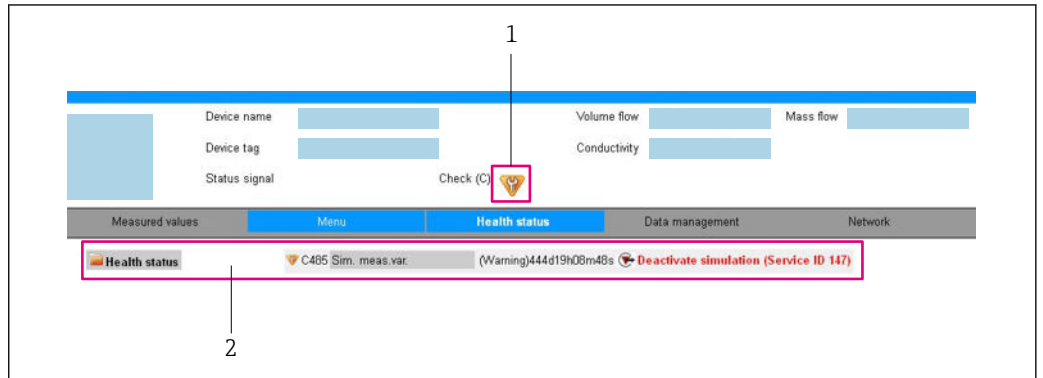 1
Device name Volume flow Mass flow
Device tag Conductivity
Status signal Check (C)
Measured values Menu Health status Data management Network
Health status C485 Sim. meas.var. (Warning)444d19h08m48s Deactivate simulation (Service ID 147)
2